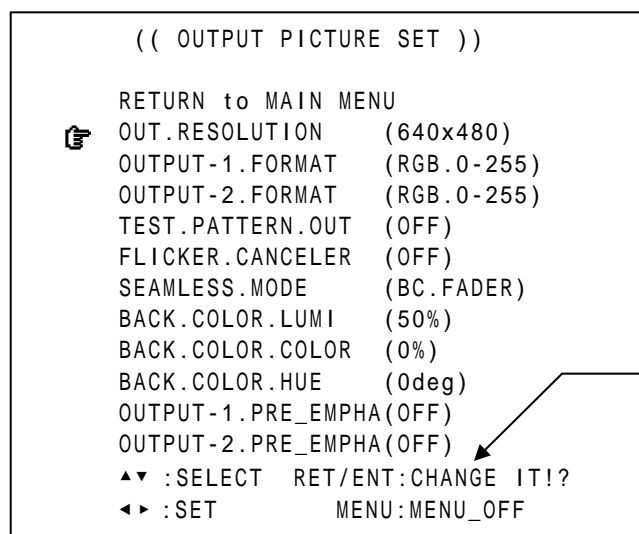 (( OUTPUT PICTURE SET ))
RETURN to MAIN MENU
OUT.RESOLUTION (640x480)
OUTPUT-1.FORMAT (RGB.0-255)
OUTPUT-2.FORMAT (RGB.0-255)
TEST.PATTERN.OUT (OFF)
FLICKER.CANCELER (OFF)
SEAMLESS.MODE (BC.FADER)
BACK.COLOR.LUMI (50%)
BACK.COLOR.COLOR (0%)
BACK.COLOR.HUE (0deg)
OUTPUT-1.PRE_EMPHA(OFF)
OUTPUT-2.PRE_EMPHA(OFF)
▲▼ :SELECT RET/ENT:CHANGE IT!?
◄► :SET MENU:MENU_OFF